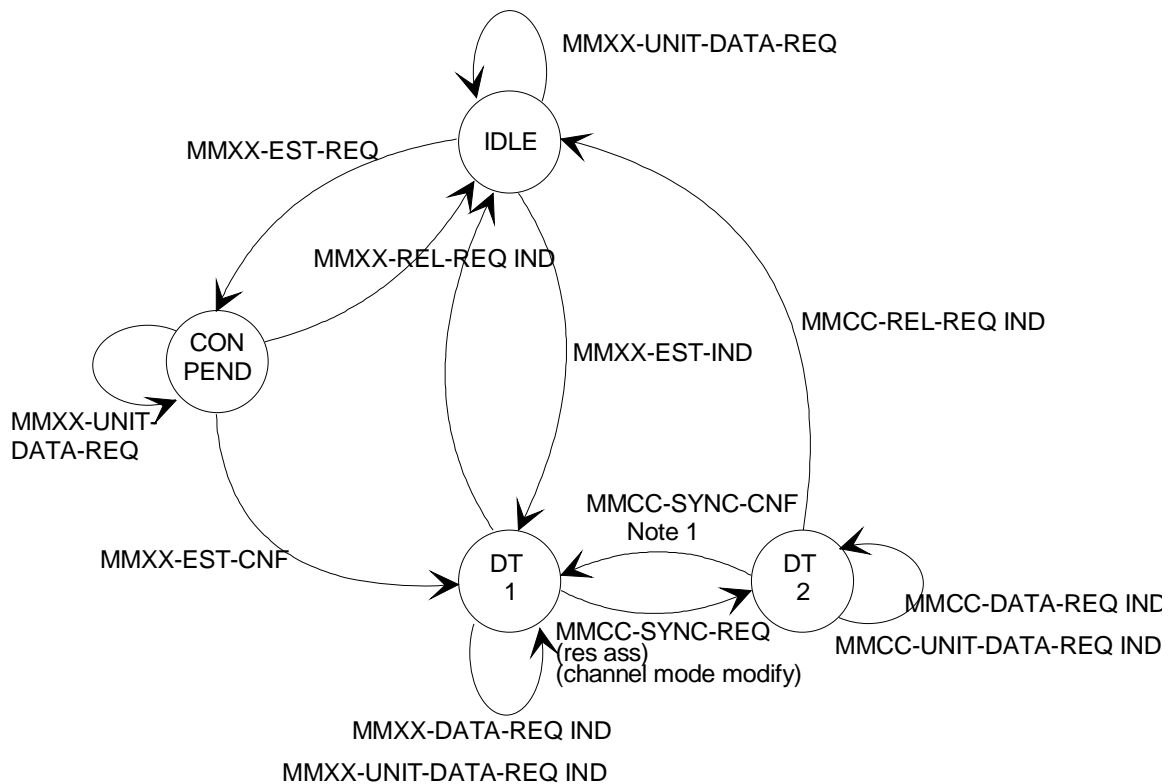 MMXX-UNIT-DATA-REQ
IDLE
MMXX-EST-REQ
MMXX-REL-REQ IND
MMCC-REL-REQ IND
CON
PEND
MMXX-EST-IND
MMXX-UNIT-
DATA-REQ
MMCC-SYNC-CNF
Note 1
MMXX-EST-CNF
DT
1
DT
2
MMCC-DATA-REQ IND
MMCC-SYNC-REQ
(res ass)
(channel mode modify)
MMCC-UNIT-DATA-REQ IND
MMXX-DATA-REQ IND
MMXX-UNIT-DATA-REQ IND